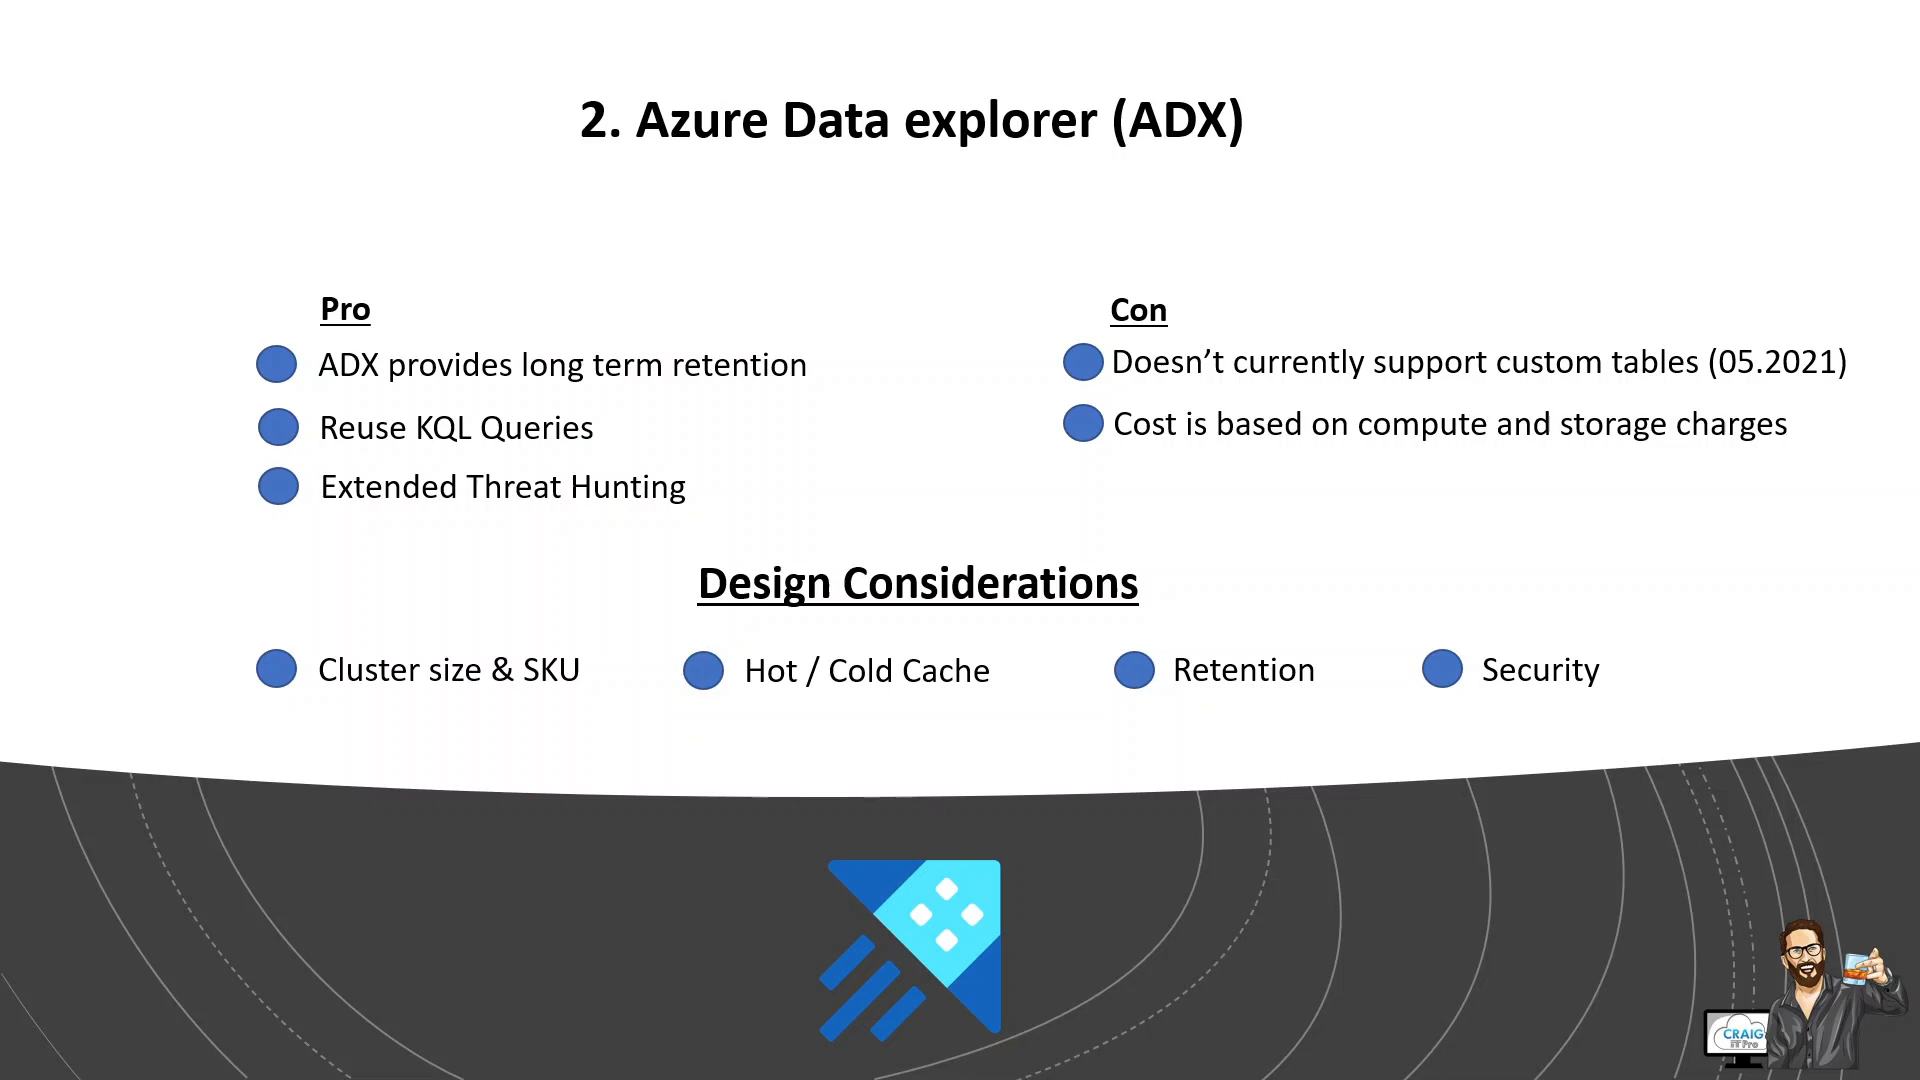 2. Azure Data explorer (ADX)
Pro
ADX provides long term retention
Reuse KQL Queries
Extended Threat Hunting
Con
Doesn’t currently support custom tables (05.2021)
Cost is based on compute and storage charges
Design Considerations
Cluster size & SKU
Hot / Cold Cache
Retention
Security
CRAIG
IT Pro